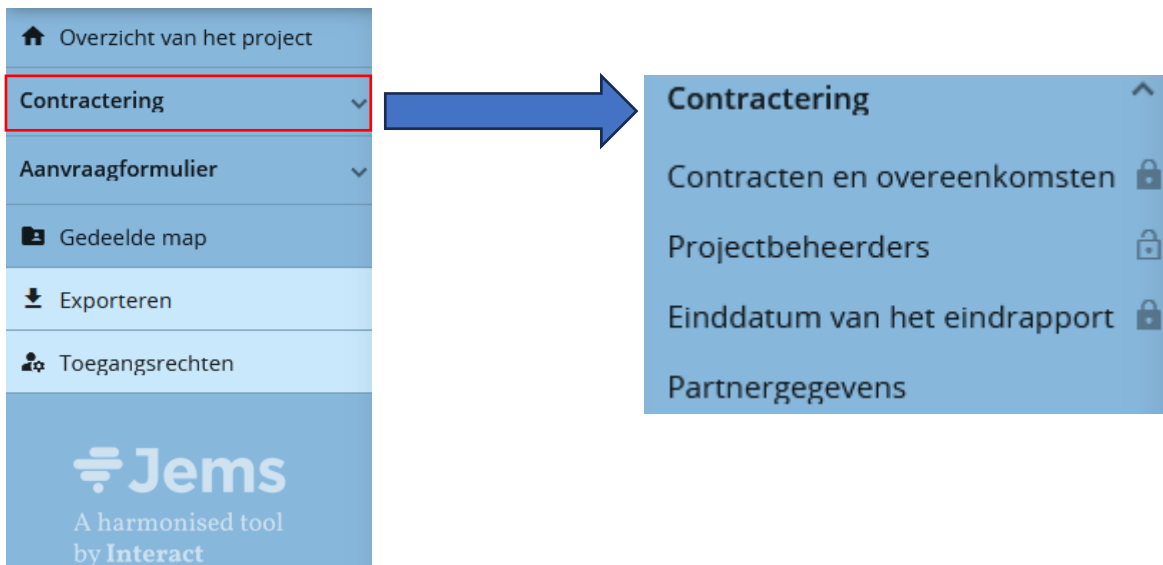 Overzicht van het project
Contractering
Aanvraagformulier
Gedeelde map
Exporteren
Toegangsrechten
Jems
A harmonised tool
by Interact
Contractering
Contracten en overeenkomsten
Projectbeheerders
Einddatum van het eindrapport
Partnergegevens